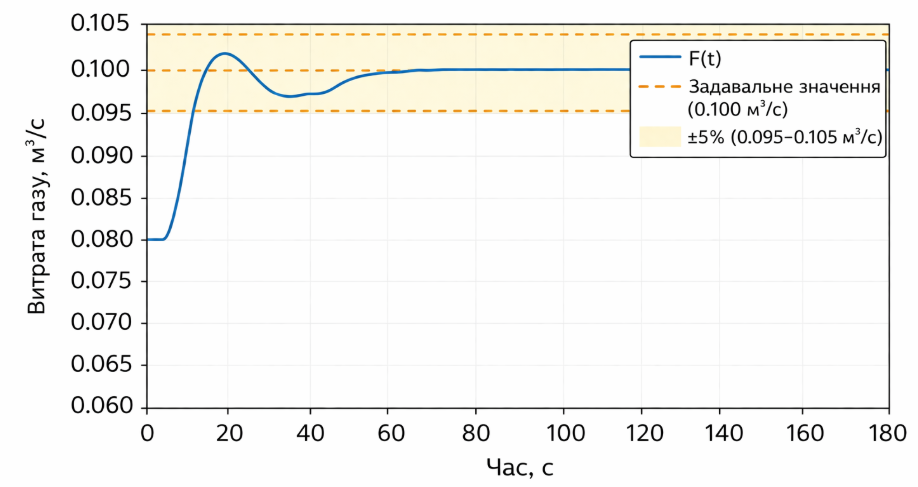 Витрата газу, м³/с
0.105
0.100
0.095
0.090
0.085
0.080
0.075
0.070
0.065
0.060
F(t)
Задавальне значення
(0.100 м³/с)
±5% (0.095–0.105 м³/с)
0 20 40 60 80 100 120 140 160 180
Час, с